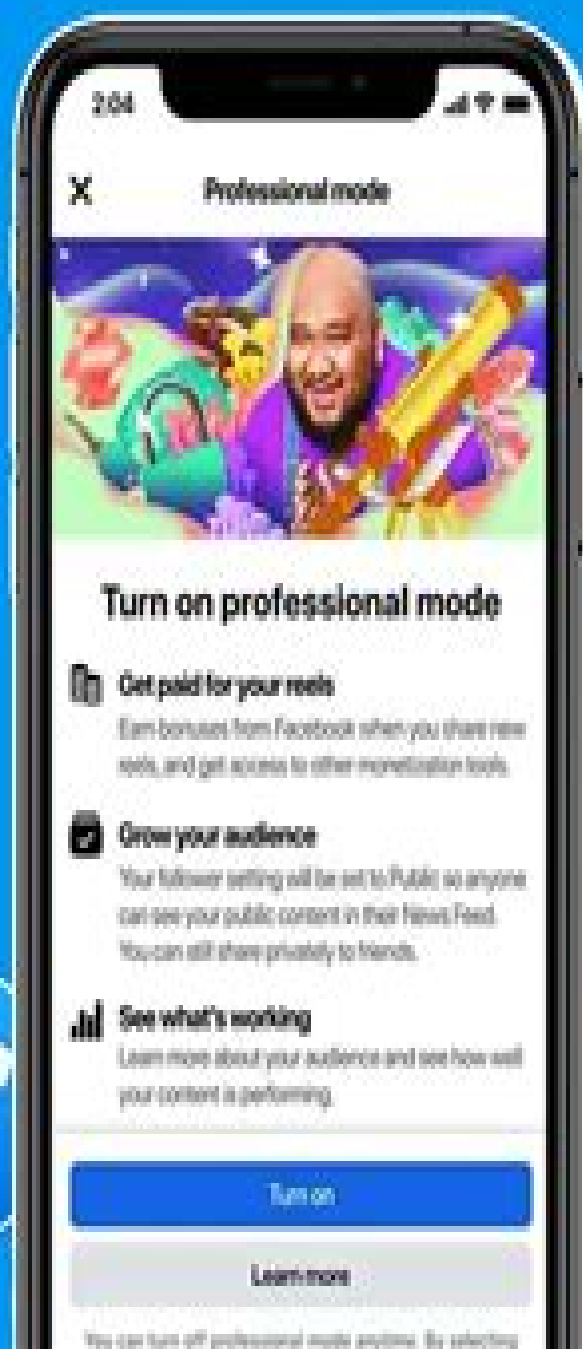 2:04
X Professional mode
Turn on professional mode
Get paid for your reels
Earn bonuses from Facebook when you share new
reels, and get access to other monetization tools.
Grow your audience
Your follower setting will be set to Public so anyone
can see your public content in their News Feed.
You can still share privately to friends.
See what's working
Learn more about your audience and see how well
your content is performing.
Turn on
Learn more
You can turn off professional mode anytime. By selecting